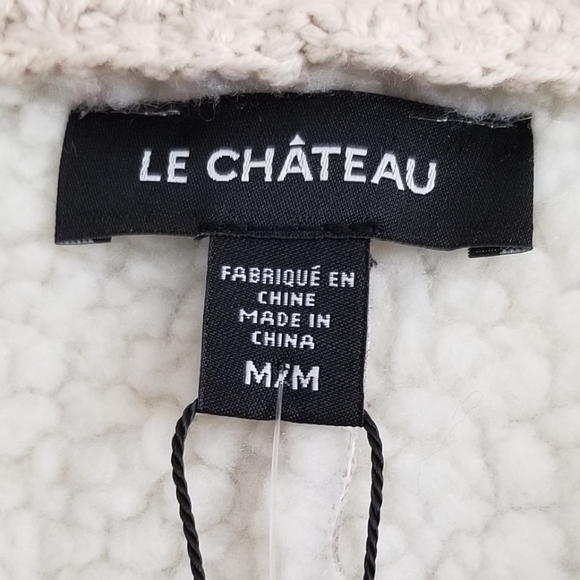 LE CHÂTEAU
FABRIQUÉ EN
CHINE
MADE IN
CHINA
M/M